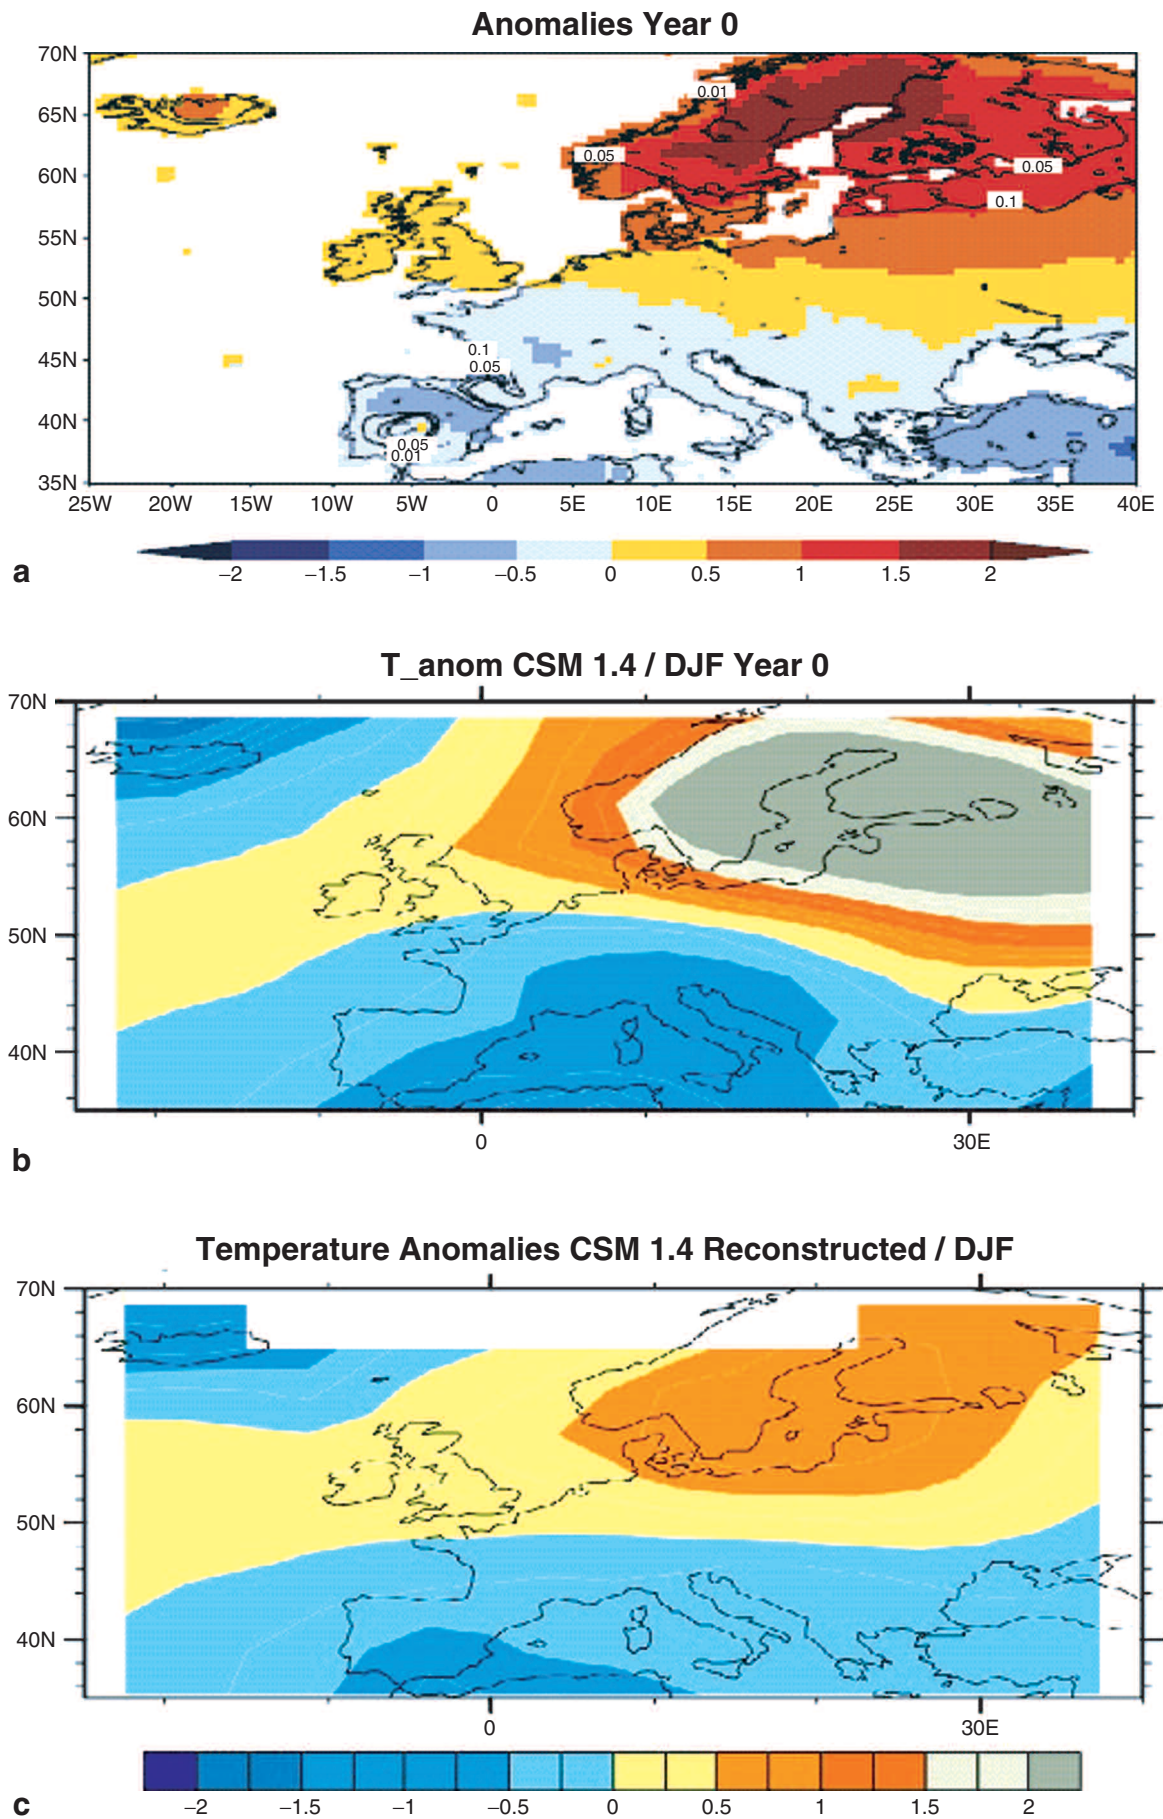 Anomalies Year 0
70N
65N
60N
55N
50N
45N
40N
35N
0.01
0.05
0.05
0.1
0.1
0.05
0.05
0.01
25W 20W 15W 10W 5W 0 5E 10E 15E 20E 25E 30E 35E 40E
−2 −1.5 −1 −0.5 0 0.5 1 1.5 2
a
T_anom CSM 1.4 / DJF Year 0
70N
60N
50N
40N
0 30E
b
Temperature Anomalies CSM 1.4 Reconstructed / DJF
70N
60N
50N
40N
0 30E
−2 −1.5 −1 −0.5 0 0.5 1 1.5 2
c